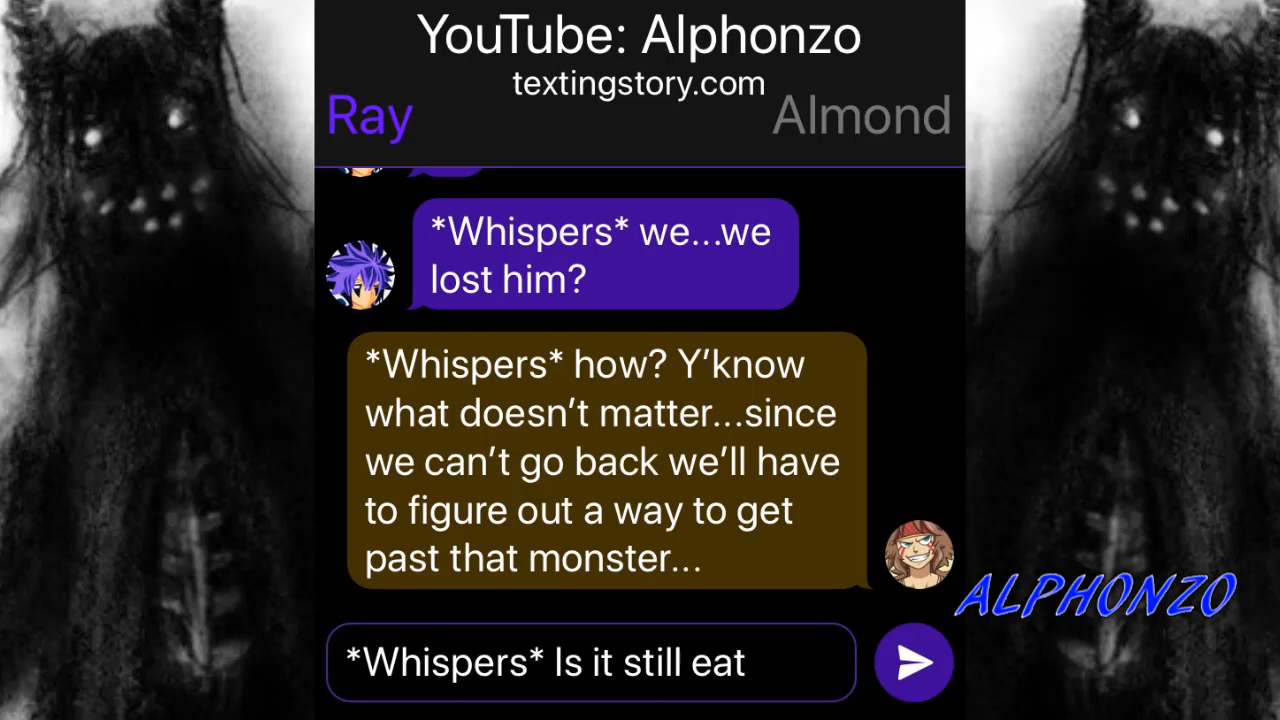 YouTube: Alphonzo
textingstory.com
Ray
Almond
*Whispers* we...we
lost him?
*Whispers* how? Y’know
what doesn’t matter...since
we can’t go back we’ll have
to figure out a way to get
past that monster...
ALPHONZO
*Whispers* Is it still eat